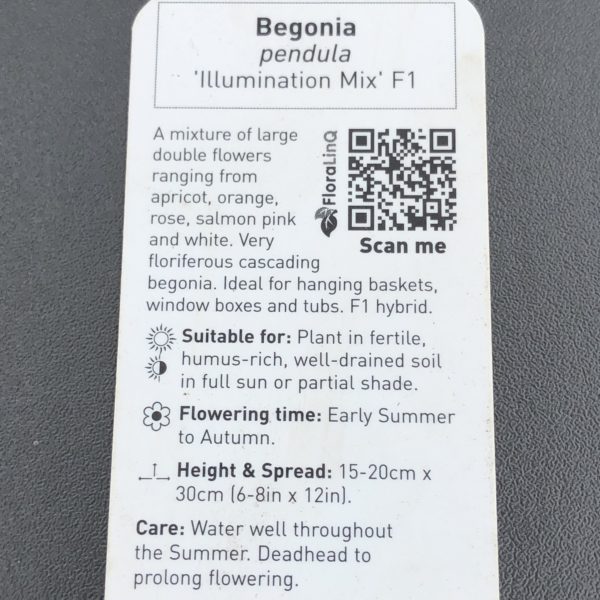 Begonia
pendula
'Illumination Mix' F1
A mixture of large
double flowers
ranging from
apricot, orange,
rose, salmon pink
and white. Very
floriferous cascading
begonia. Ideal for hanging baskets,
window boxes and tubs. F1 hybrid.
FloraLinQ
Scan me
Suitable for: Plant in fertile,
humus-rich, well-drained soil
in full sun or partial shade.
Flowering time: Early Summer
to Autumn.
Height & Spread: 15-20cm x
30cm (6-8in x 12in).
Care: Water well throughout
the Summer. Deadhead to
prolong flowering.